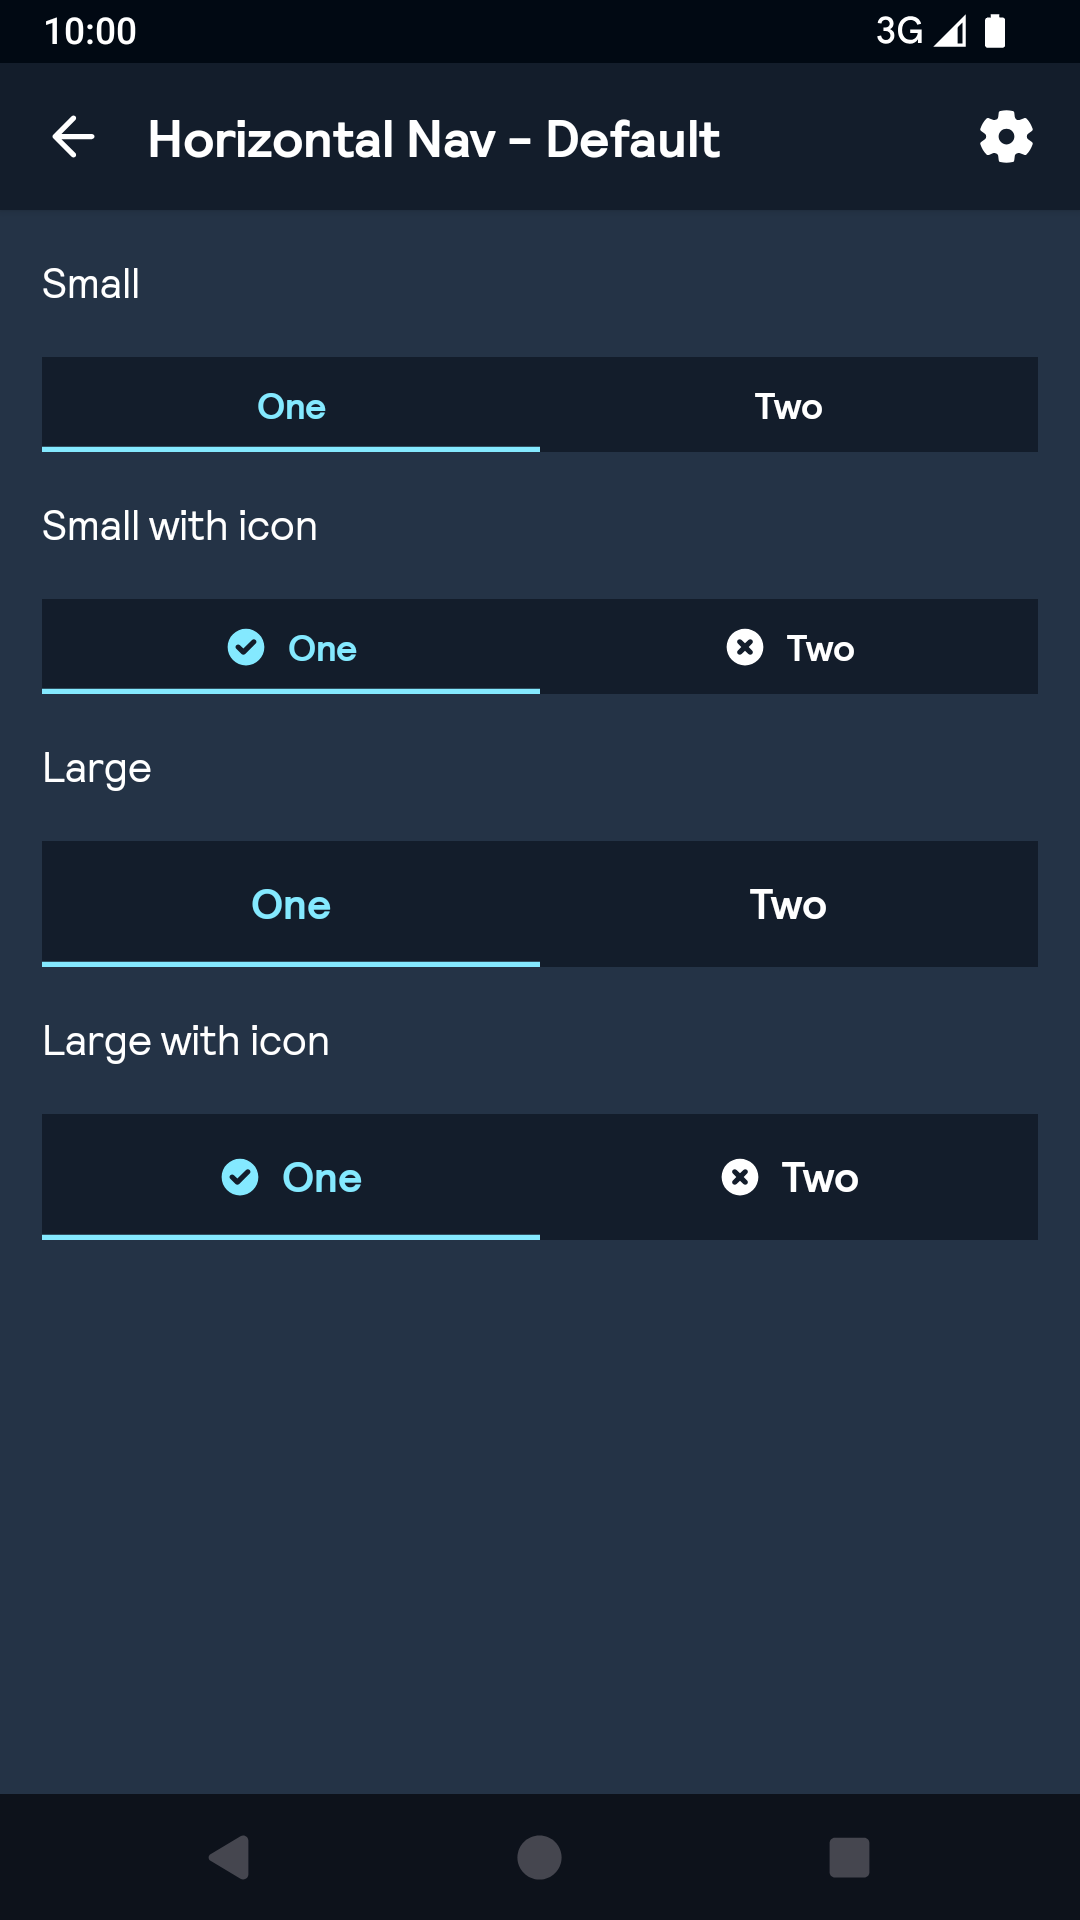 10:00 3G
Horizontal Nav - Default
Small
One Two
Small with icon
One Two
Large
One Two
Large with icon
One Two